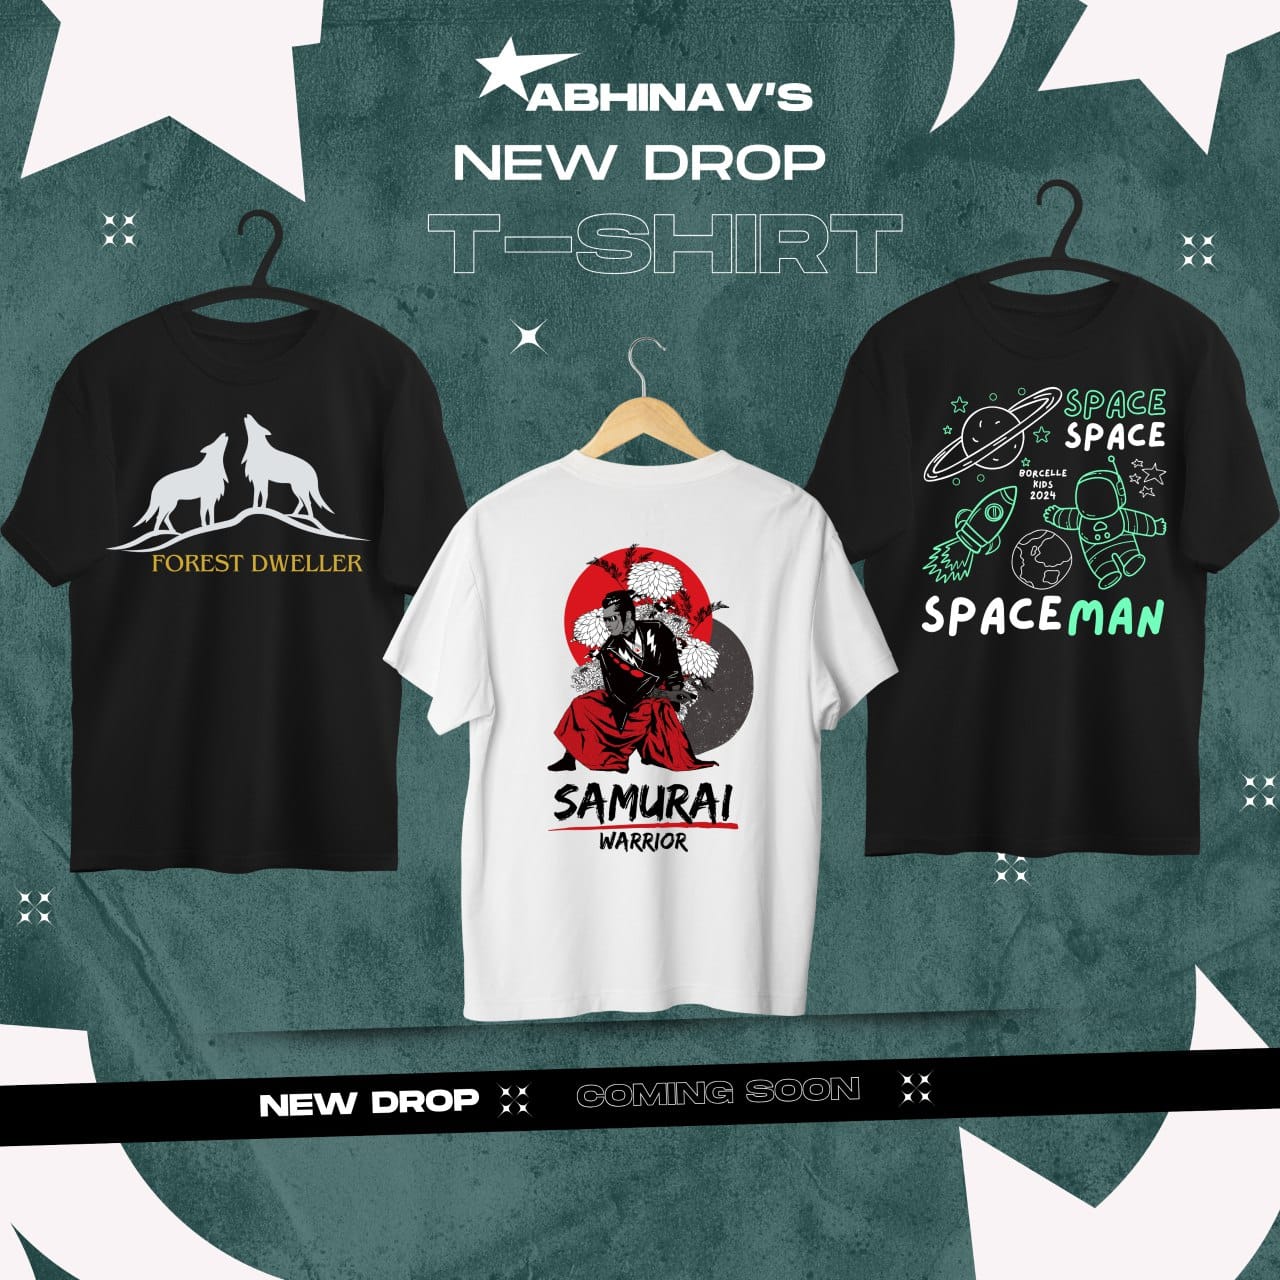 ABHINAV'S
NEW DROP
T-SHIRT
FOREST DWELLER
SAMURAI
WARRIOR
SPACE
SPACE
BORCELLE
KIDS
2024
SPACEMAN
NEW DROP
COMING SOON